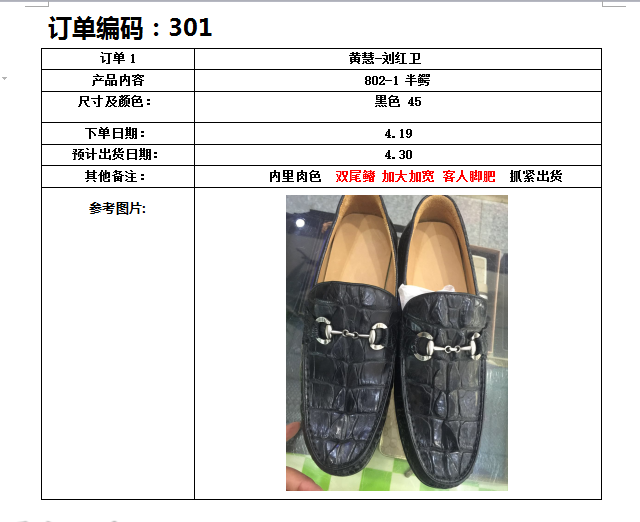 订单编码：301
订单 1 黄慧-刘红卫
产品内容 802-1 半鳄
尺寸及颜色： 黑色 45
下单日期： 4.19
预计出货日期： 4.30
其他备注： 内里肉色 双尾鳍 加大加宽 客人脚肥 抓紧出货
参考图片: